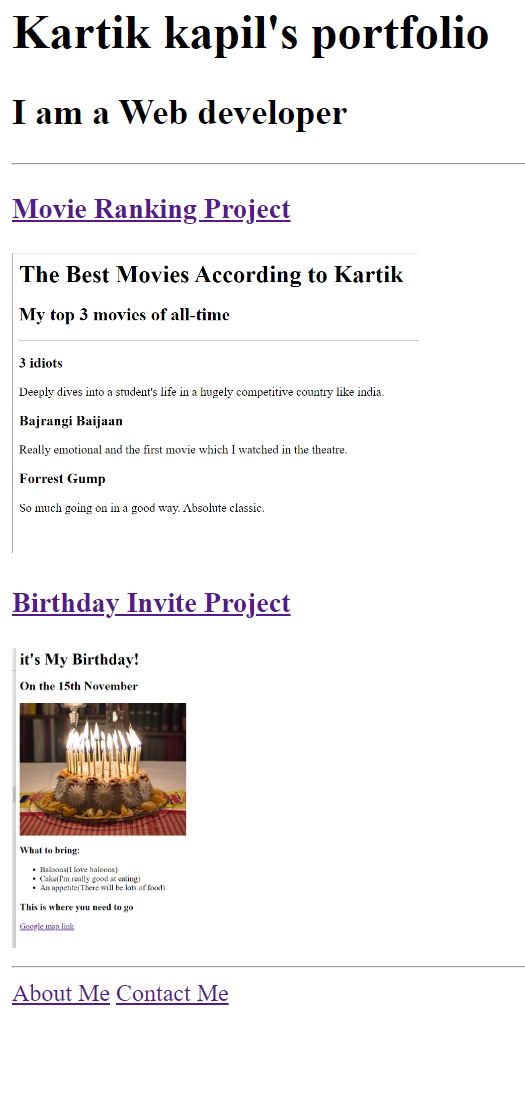 Kartik kapil's portfolio
I am a Web developer
Movie Ranking Project
The Best Movies According to Kartik
My top 3 movies of all-time
3 idiots
Deeply dives into a student's life in a hugely competitive country like india.
Bajrangi Baijaan
Really emotional and the first movie which I watched in the theatre.
Forrest Gump
So much going on in a good way. Absolute classic.
Birthday Invite Project
it's My Birthday!
On the 15th November
What to bring:
Baloons(I love baloons)
Cake(I'm really good at eating)
An appetite(There will be lots of food)
This is where you need to go
Google map link
About Me Contact Me